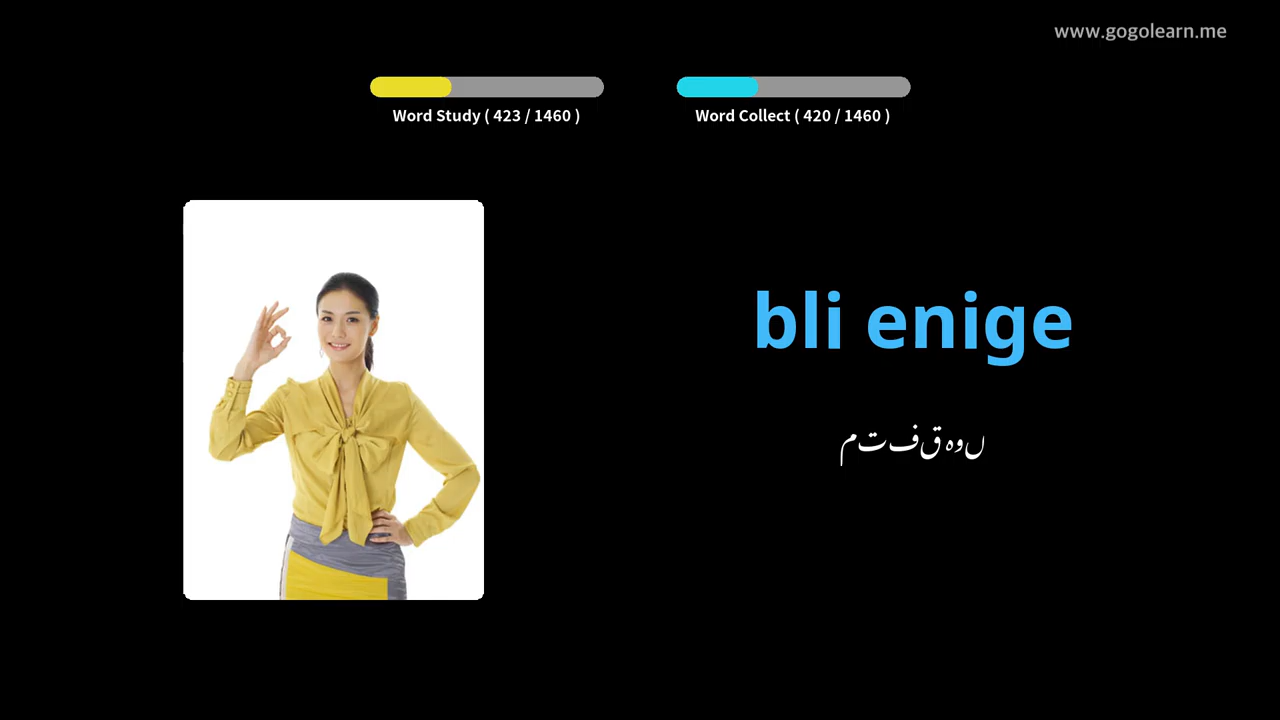 www.gogolearn.me
Word Study ( 423 / 1460 )
Word Collect ( 420 / 1460 )
bli enige
متفق ہوں